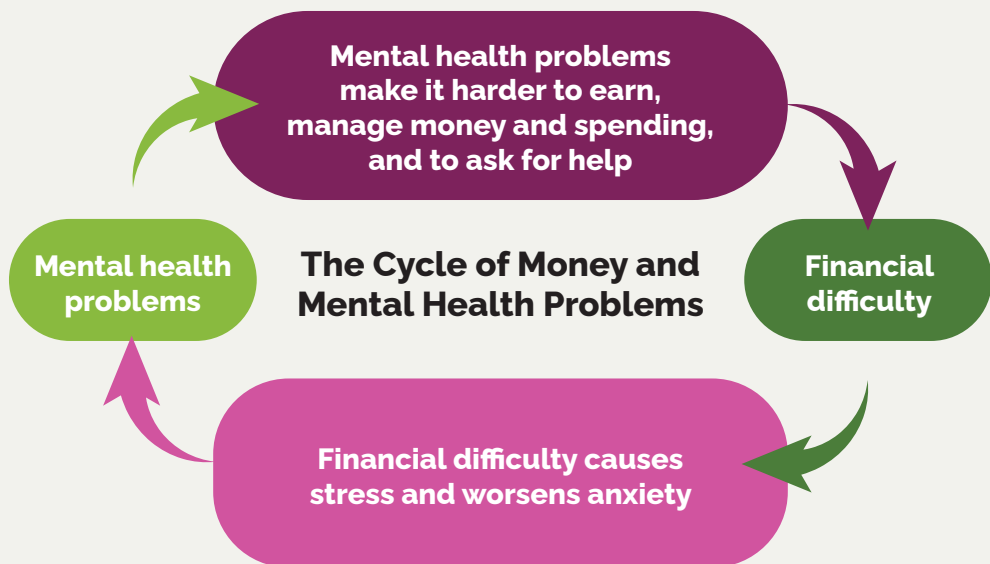 Mental health problems
make it harder to earn,
manage money and spending,
and to ask for help
Mental health
problems
The Cycle of Money and
Mental Health Problems
Financial
difficulty
Financial difficulty causes
stress and worsens anxiety